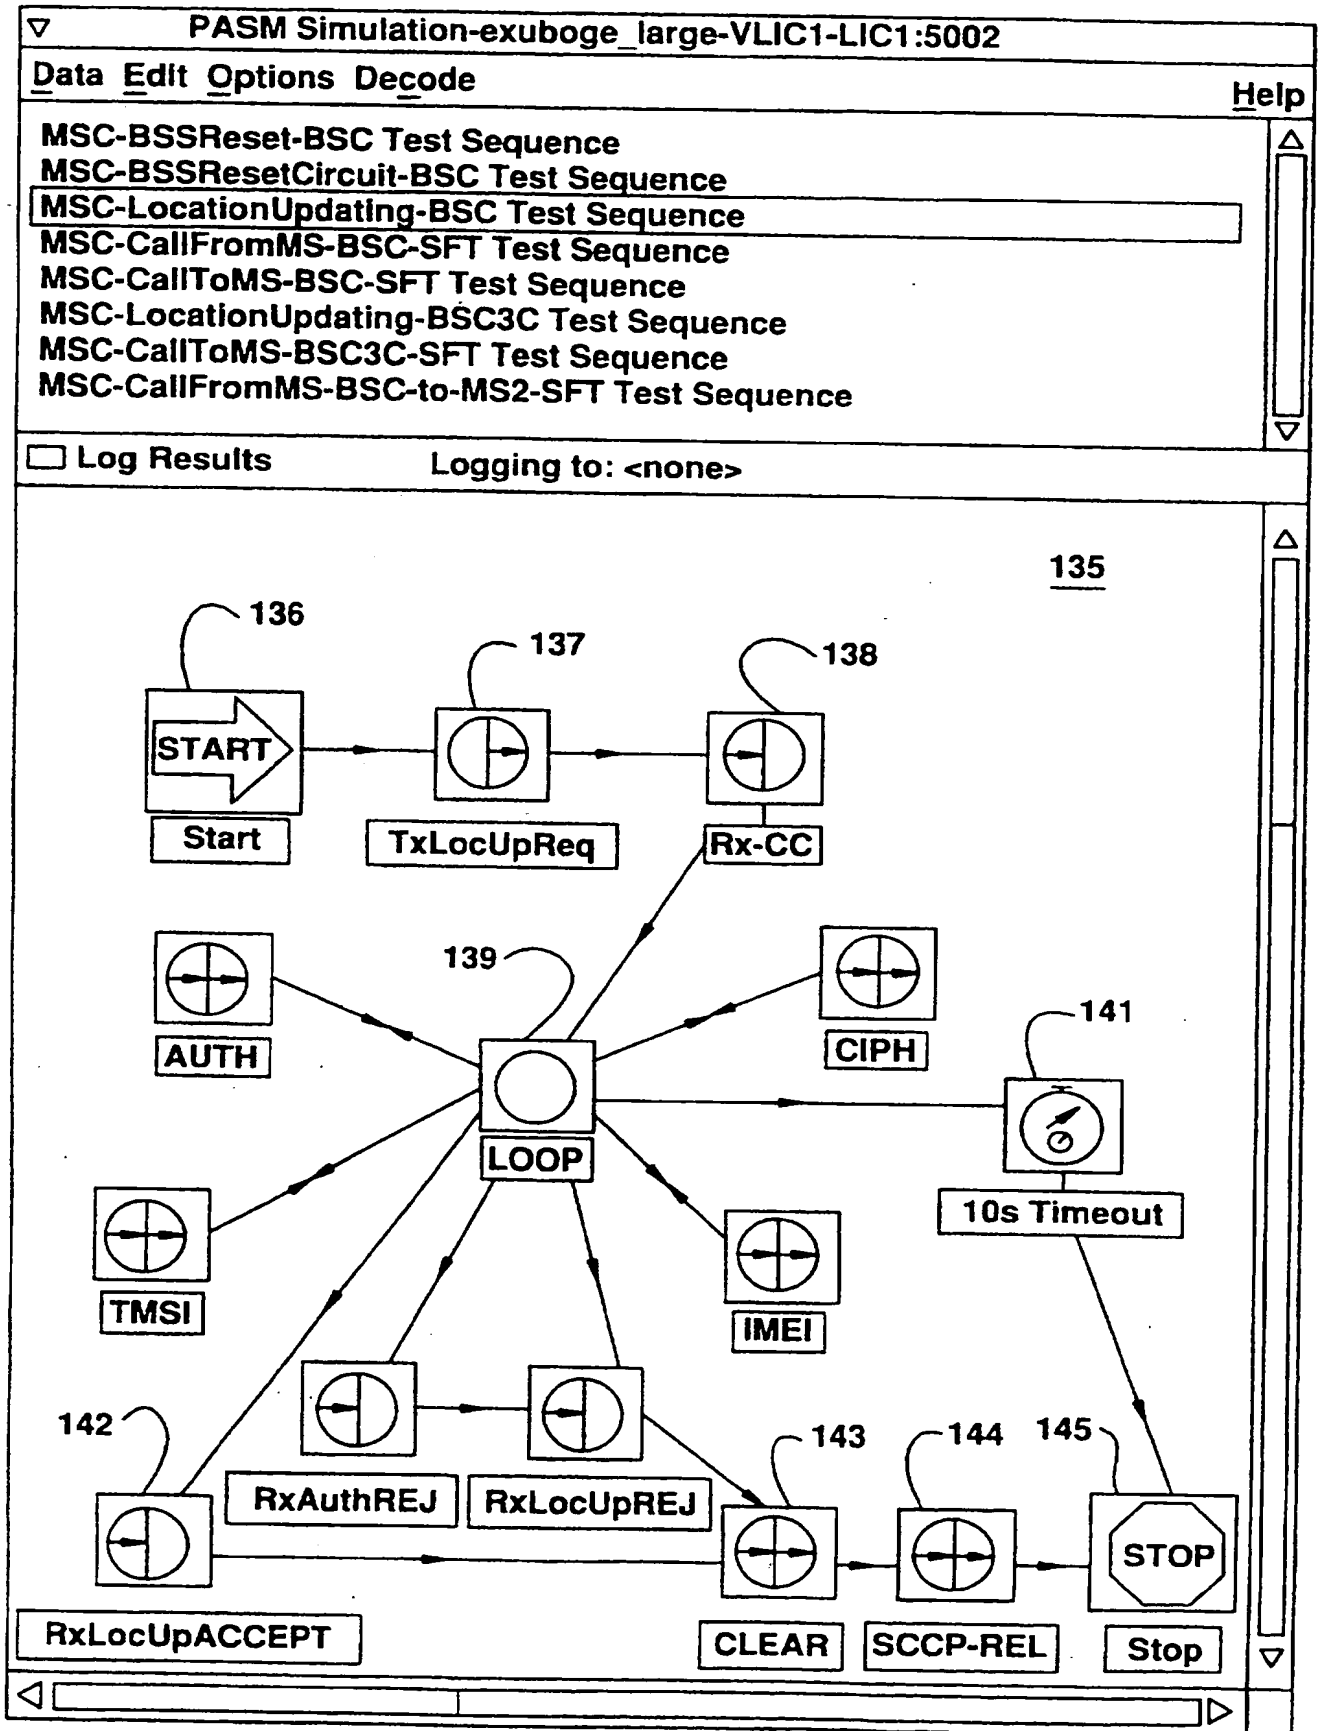 PASM Simulation-exuboge_large-VLIC1-LIC1:5002
Data Edit Options Decode Help
MSC-BSSReset-BSC Test Sequence
MSC-BSSResetCircuit-BSC Test Sequence
MSC-LocationUpdating-BSC Test Sequence
MSC-CallFromMS-BSC-SFT Test Sequence
MSC-CallToMS-BSC-SFT Test Sequence
MSC-LocationUpdating-BSC3C Test Sequence
MSC-CallToMS-BSC3C-SFT Test Sequence
MSC-CallFromMS-BSC-to-MS2-SFT Test Sequence
Log Results Logging to: <none>
135
136
137
138
START
Start
TxLocUpReq
Rx-CC
139
141
AUTH
CIPH
LOOP
10s Timeout
TMSI
IMEI
142
143
144
145
RxAuthREJ
RxLocUpREJ
STOP
RxLocUpACCEPT
CLEAR
SCCP-REL
Stop